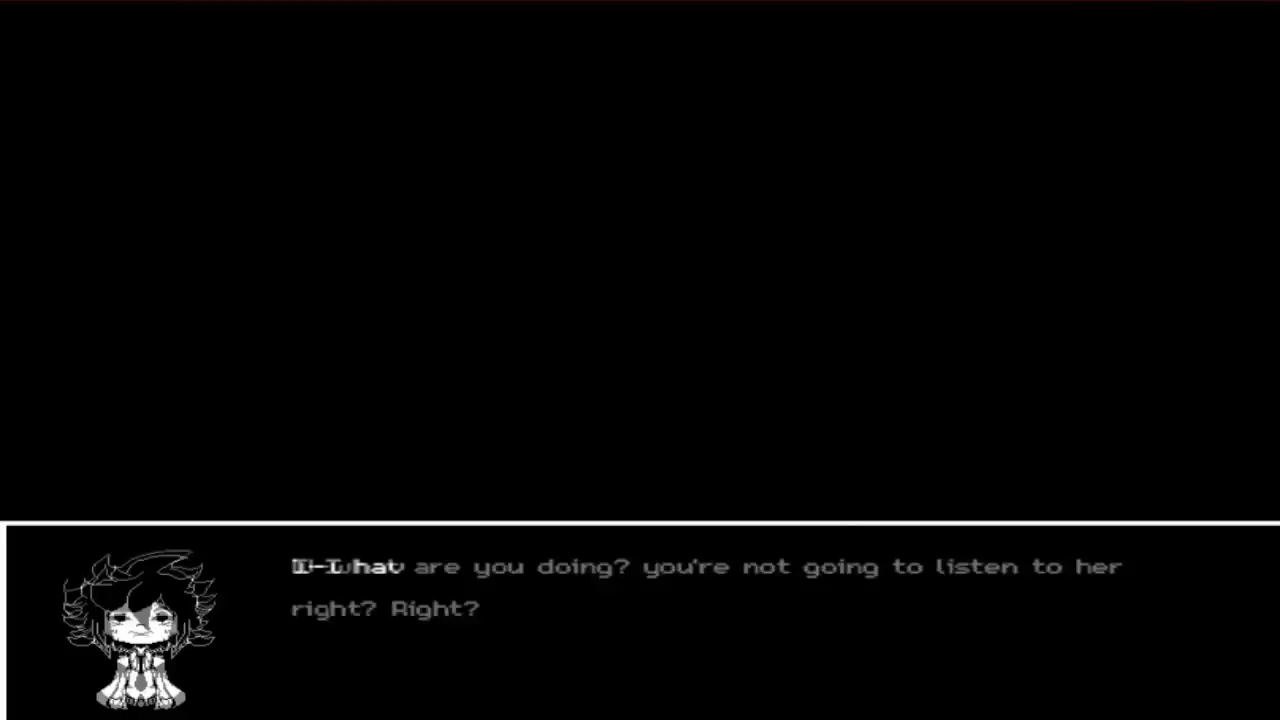 are you doing? you're not going to listen to her
right? Right?